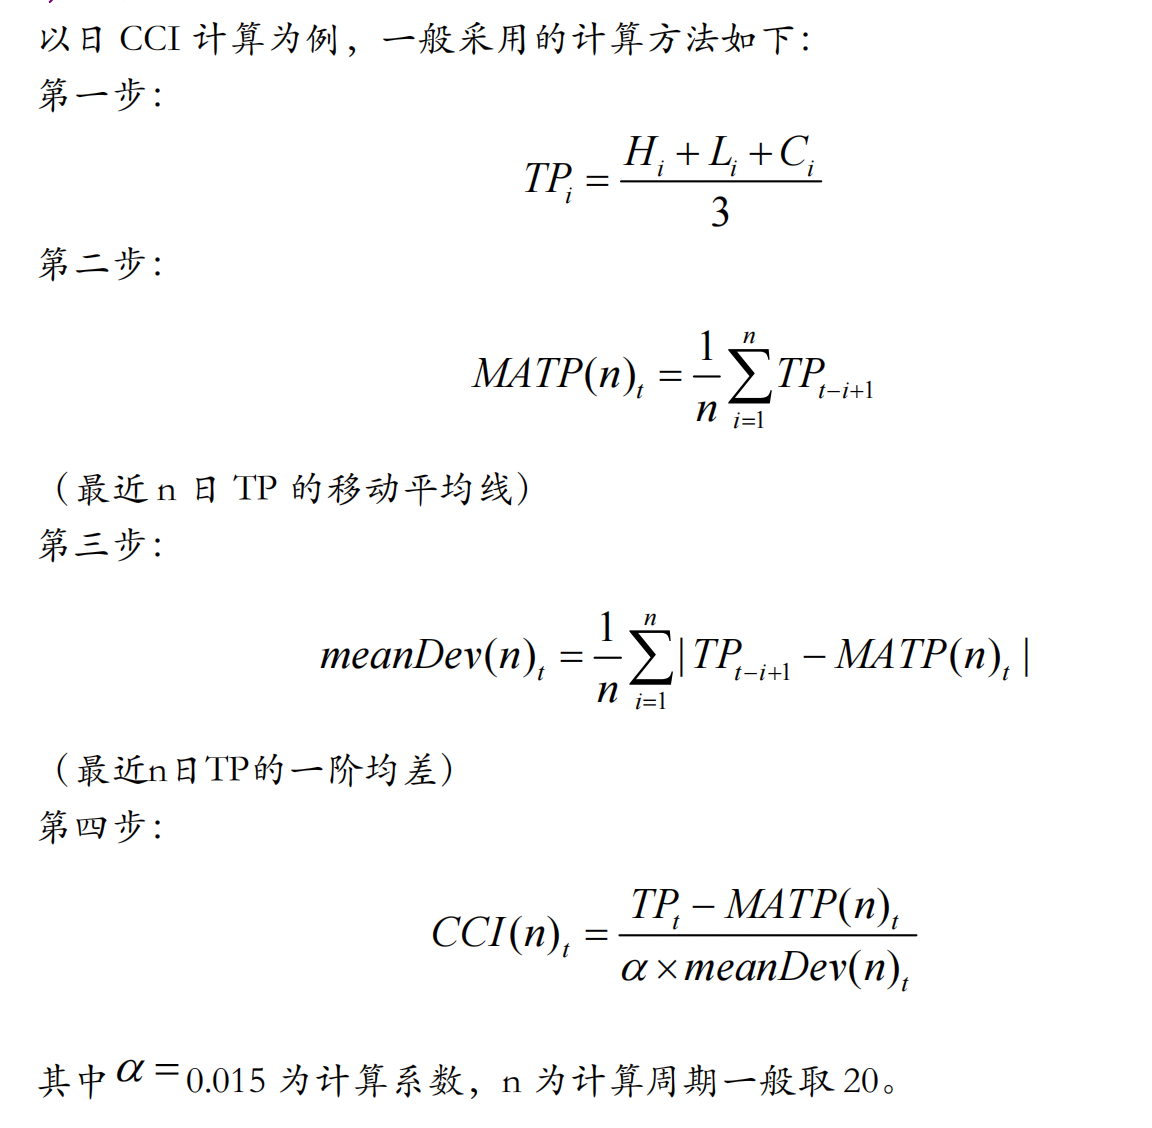 以日 CCI 计算为例，一般采用的计算方法如下：
第一步：
TP_i = \frac{H_i + L_i + C_i}{3}
第二步：
MATP(n)_t = \frac{1}{n} \sum_{i=1}^{n} TP_{t-i+1}
（最近 n 日 TP 的移动平均线）
第三步：
meanDev(n)_t = \frac{1}{n} \sum_{i=1}^{n} | TP_{t-i+1} - MATP(n)_t |
（最近n日TP的一阶均差）
第四步：
CCI(n)_t = \frac{TP_t - MATP(n)_t}{α × meanDev(n)_t}
其中 α = 0.015 为计算系数，n 为计算周期一般取 20。